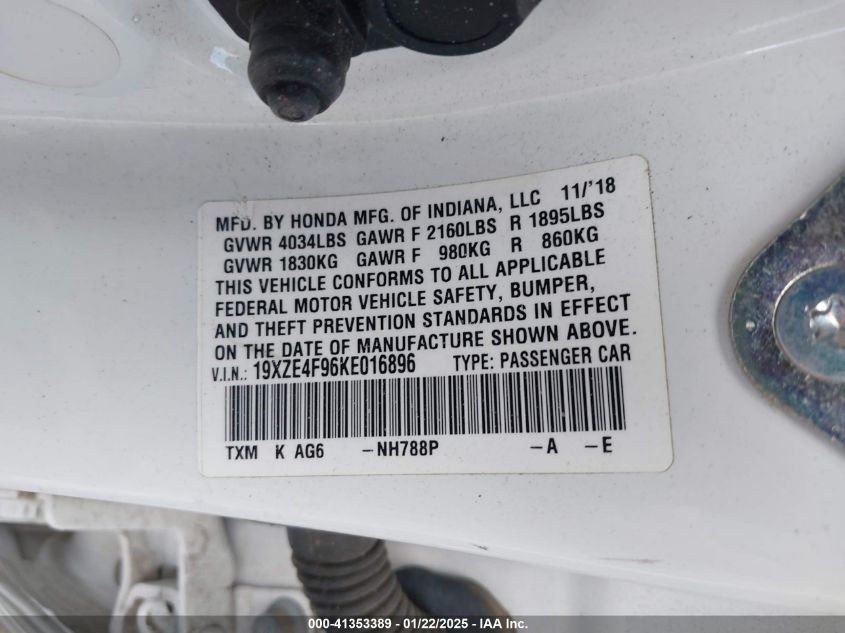 MFD. BY HONDA MFG. OF INDIANA, LLC 11/'18
GVWR 4034LBS GAWR F 2160LBS R 1895LBS
GVWR 1830KG GAWR F 980KG R 860KG
THIS VEHICLE CONFORMS TO ALL APPLICABLE
FEDERAL MOTOR VEHICLE SAFETY, BUMPER,
AND THEFT PREVENTION STANDARDS IN EFFECT
ON THE DATE OF MANUFACTURE SHOWN ABOVE.
V.I.N.: 19XZE4F96KE016896 TYPE: PASSENGER CAR
TXM K AG6 -NH788P -A -E
000-41353389 - 01/22/2025 - IAA Inc.